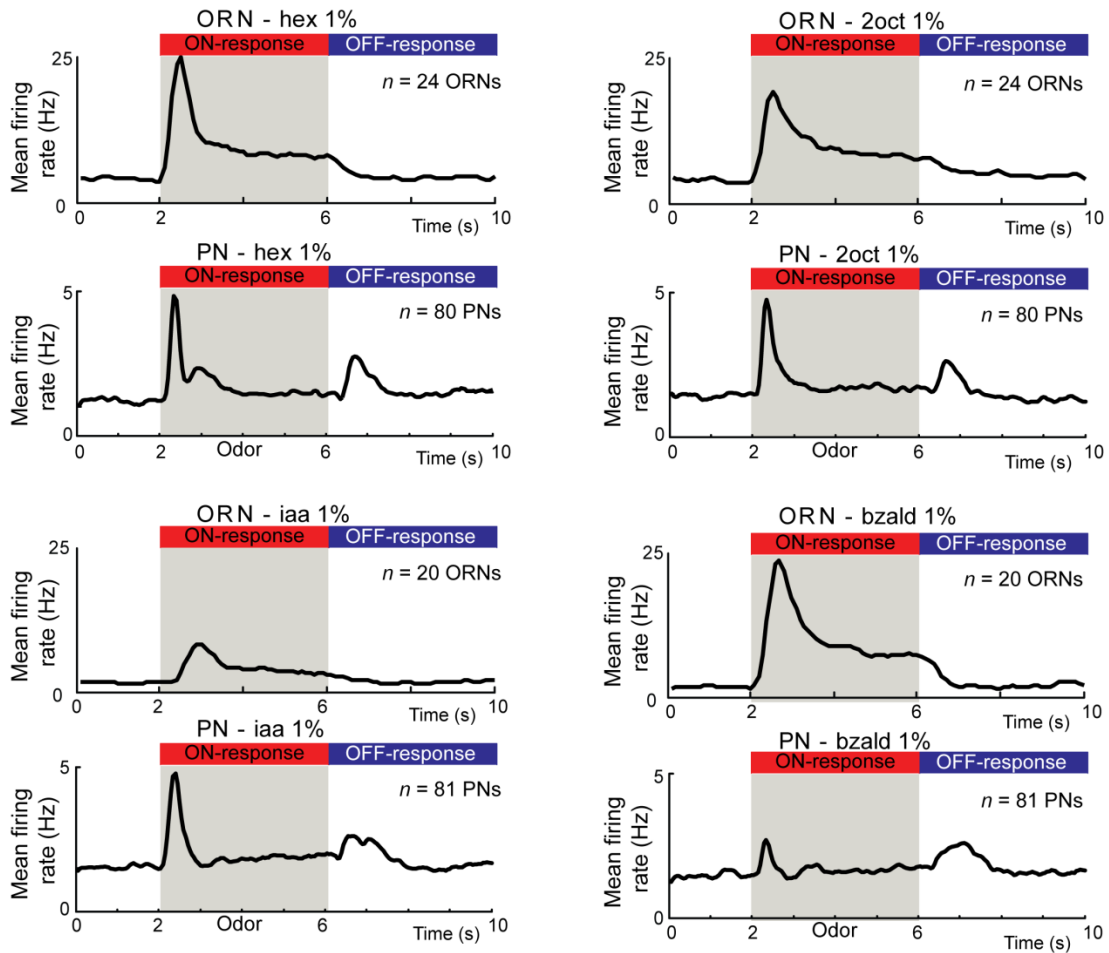 ORN - hex 1%
ON-response OFF-response
25
n = 24 ORNs
Mean firing
rate (Hz)
0
0 2 6 10
Time (s)
PN - hex 1%
ON-response OFF-response
5
n = 80 PNs
Mean firing
rate (Hz)
0
0 2 Odor 6 Time (s) 10
ORN - 2oct 1%
ON-response OFF-response
25
n = 24 ORNs
Mean firing
rate (Hz)
0
0 2 6 10
Time (s)
PN - 2oct 1%
ON-response OFF-response
5
n = 80 PNs
Mean firing
rate (Hz)
0
0 2 Odor 6 Time (s) 10
ORN - iaa 1%
ON-response OFF-response
25
n = 20 ORNs
Mean firing
rate (Hz)
0
0 2 6 10
Time (s)
PN - iaa 1%
ON-response OFF-response
5
n = 81 PNs
Mean firing
rate (Hz)
0
0 2 Odor 6 Time (s) 10
ORN - bzald 1%
ON-response OFF-response
25
n = 20 ORNs
Mean firing
rate (Hz)
0
0 2 6 10
Time (s)
PN - bzald 1%
ON-response OFF-response
5
n = 81 PNs
Mean firing
rate (Hz)
0
0 2 Odor 6 Time (s) 10